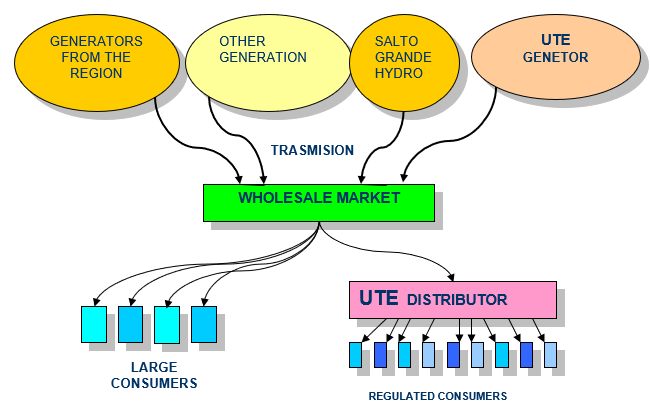 GENERATORS
FROM THE
REGION
OTHER
GENERATION
SALTO
GRANDE
HYDRO
UTE
GENETOR
TRASMISION
WHOLESALE MARKET
UTE DISTRIBUTOR
LARGE
CONSUMERS
REGULATED CONSUMERS